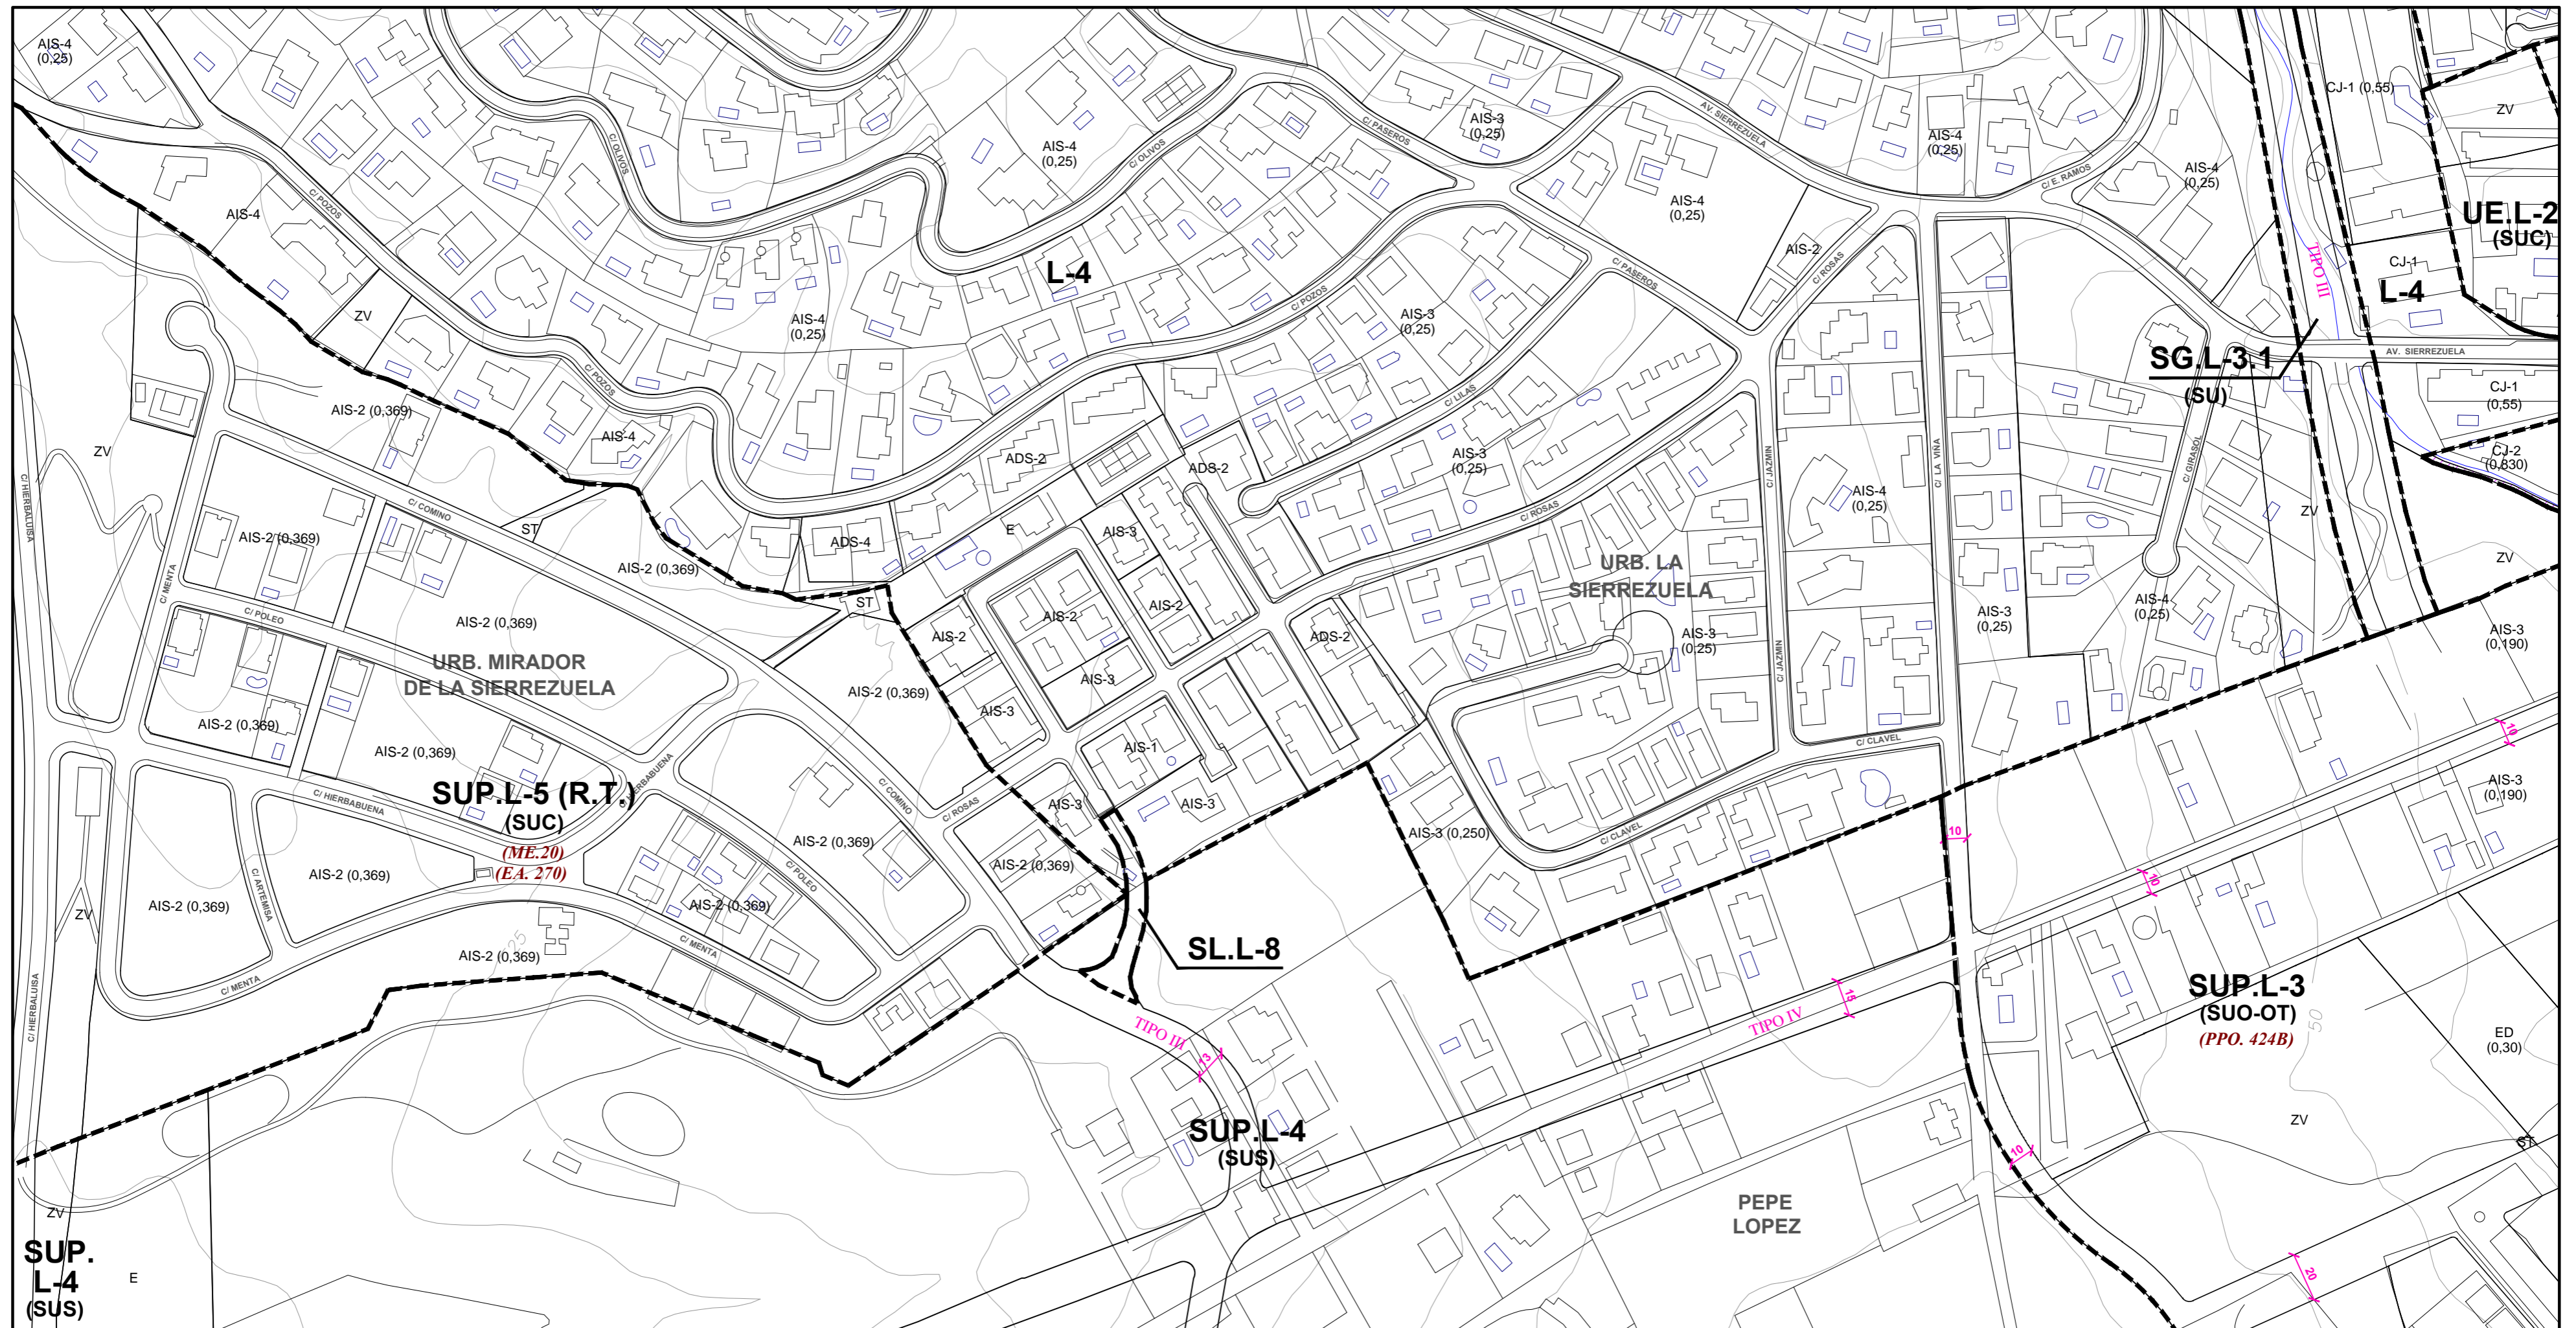 AIS-4
(0,25)
C/ OLIVOS
C/ POZOS
AIS-4
AIS-4
(0,25)
C/ OLIVOS
C/ PASEROS
AIS-3
(0,25)
AV. SIERREZUELA
AIS-4
(0,25)
75
C/ E. RAMOS
AIS-4
(0,25)
CJ-1 (0,55)
ZV
UE.L-2
(SUC)
AIS-4
(0,25)
AIS-2
C/ ROSAS
TIPO III
CJ-1
L-4
L-4
C/ PASEROS
C/ POZOS
ZV
AIS-4
(0,25)
AIS-3
(0,25)
SG.L-3.1
(SU)
AV. SIERREZUELA
CJ-1
(0,55)
C/ POZOS
AIS-2 (0,369)
AIS-4
C/ LILAS
ZV
C/ HIERBALUISA
ADS-2
ADS-2
AIS-3
(0,25)
C/ JAZMIN
C/ LA VIÑA
C/ GIRASOL
CJ-2
(0,830)
C/ COMINO
AIS-4
(0,25)
ZV
C/ ROSAS
ST
AIS-2 (0,369)
ADS-4
E
AIS-3
AIS-2 (0,369)
URB. LA
SIERREZUELA
ZV
C/ MENTA
C/ POLEO
ST
AIS-2 (0,369)
AIS-2
AIS-2
AIS-2
ADS-2
AIS-3
(0,25)
AIS-3
(0,25)
AIS-4
(0,25)
AIS-3
(0,190)
URB. MIRADOR
DE LA SIERREZUELA
AIS-2 (0,369)
AIS-3
AIS-3
C/ JAZMIN
AIS-2 (0,369)
AIS-2 (0,369)
AIS-1
C/ CLAVEL
10
SUP.L-5 (R.T.)
(SUC)
(ME.20)
(EA. 270)
C/ HIERBABUENA
C/ HIERBABUENA
C/ COMINO
C/ ROSAS
AIS-3
AIS-3
AIS-3
(0,190)
AIS-3 (0,250)
C/ CLAVEL
10
AIS-2 (0,369)
AIS-2 (0,369)
C/ POLEO
AIS-2 (0,369)
C/ ARTEMISA
AIS-2 (0,369)
AIS-2 (0,369)
10
ZV
25
C/ MENTA
AIS-2 (0,369)
SL.L-8
C/ MENTA
C/ HIERBALUISA
SUP.L-3
(SUO-OT)
(PPO. 424B)
50
ED
(0,30)
15
TIPO IV
TIPO III
13
SUP.L-4
(SUS)
ZV
ST
10
PEPE
LOPEZ
ZV
SUP.
L-4
(SUS)
E
20